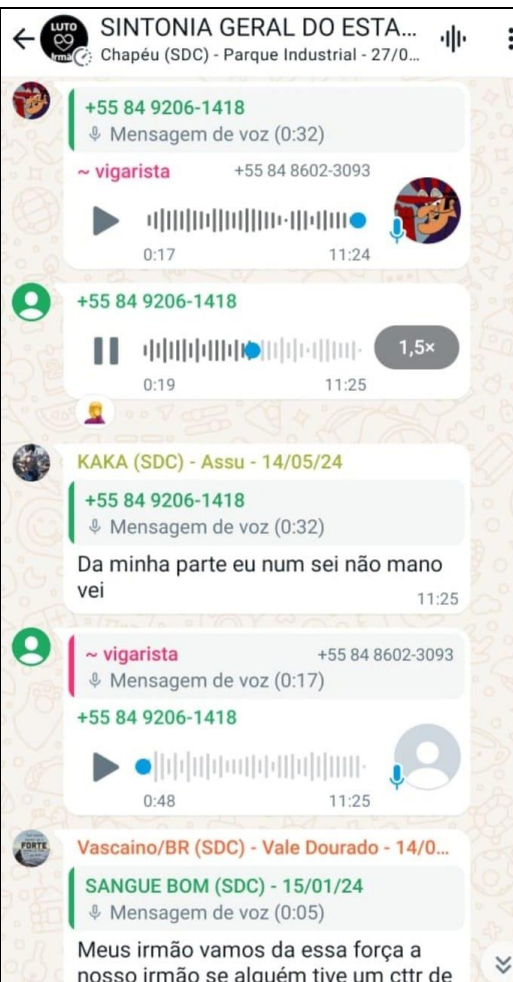 LUTO
Irmã
SINTONIA GERAL DO ESTA...
Chapéu (SDC) - Parque Industrial - 27/0...
+55 84 9206-1418
Mensagem de voz (0:32)
~ vigarista +55 84 8602-3093
0:17 11:24
+55 84 9206-1418
1,5×
0:19 11:25
KAKA (SDC) - Assu - 14/05/24
+55 84 9206-1418
Mensagem de voz (0:32)
Da minha parte eu num sei não mano
vei
11:25
~ vigarista +55 84 8602-3093
Mensagem de voz (0:17)
+55 84 9206-1418
0:48 11:25
FORTE
Vascaino/BR (SDC) - Vale Dourado - 14/0...
SANGUE BOM (SDC) - 15/01/24
Mensagem de voz (0:05)
Meus irmão vamos da essa força a
nosso irmão se alguém tive um cttr de